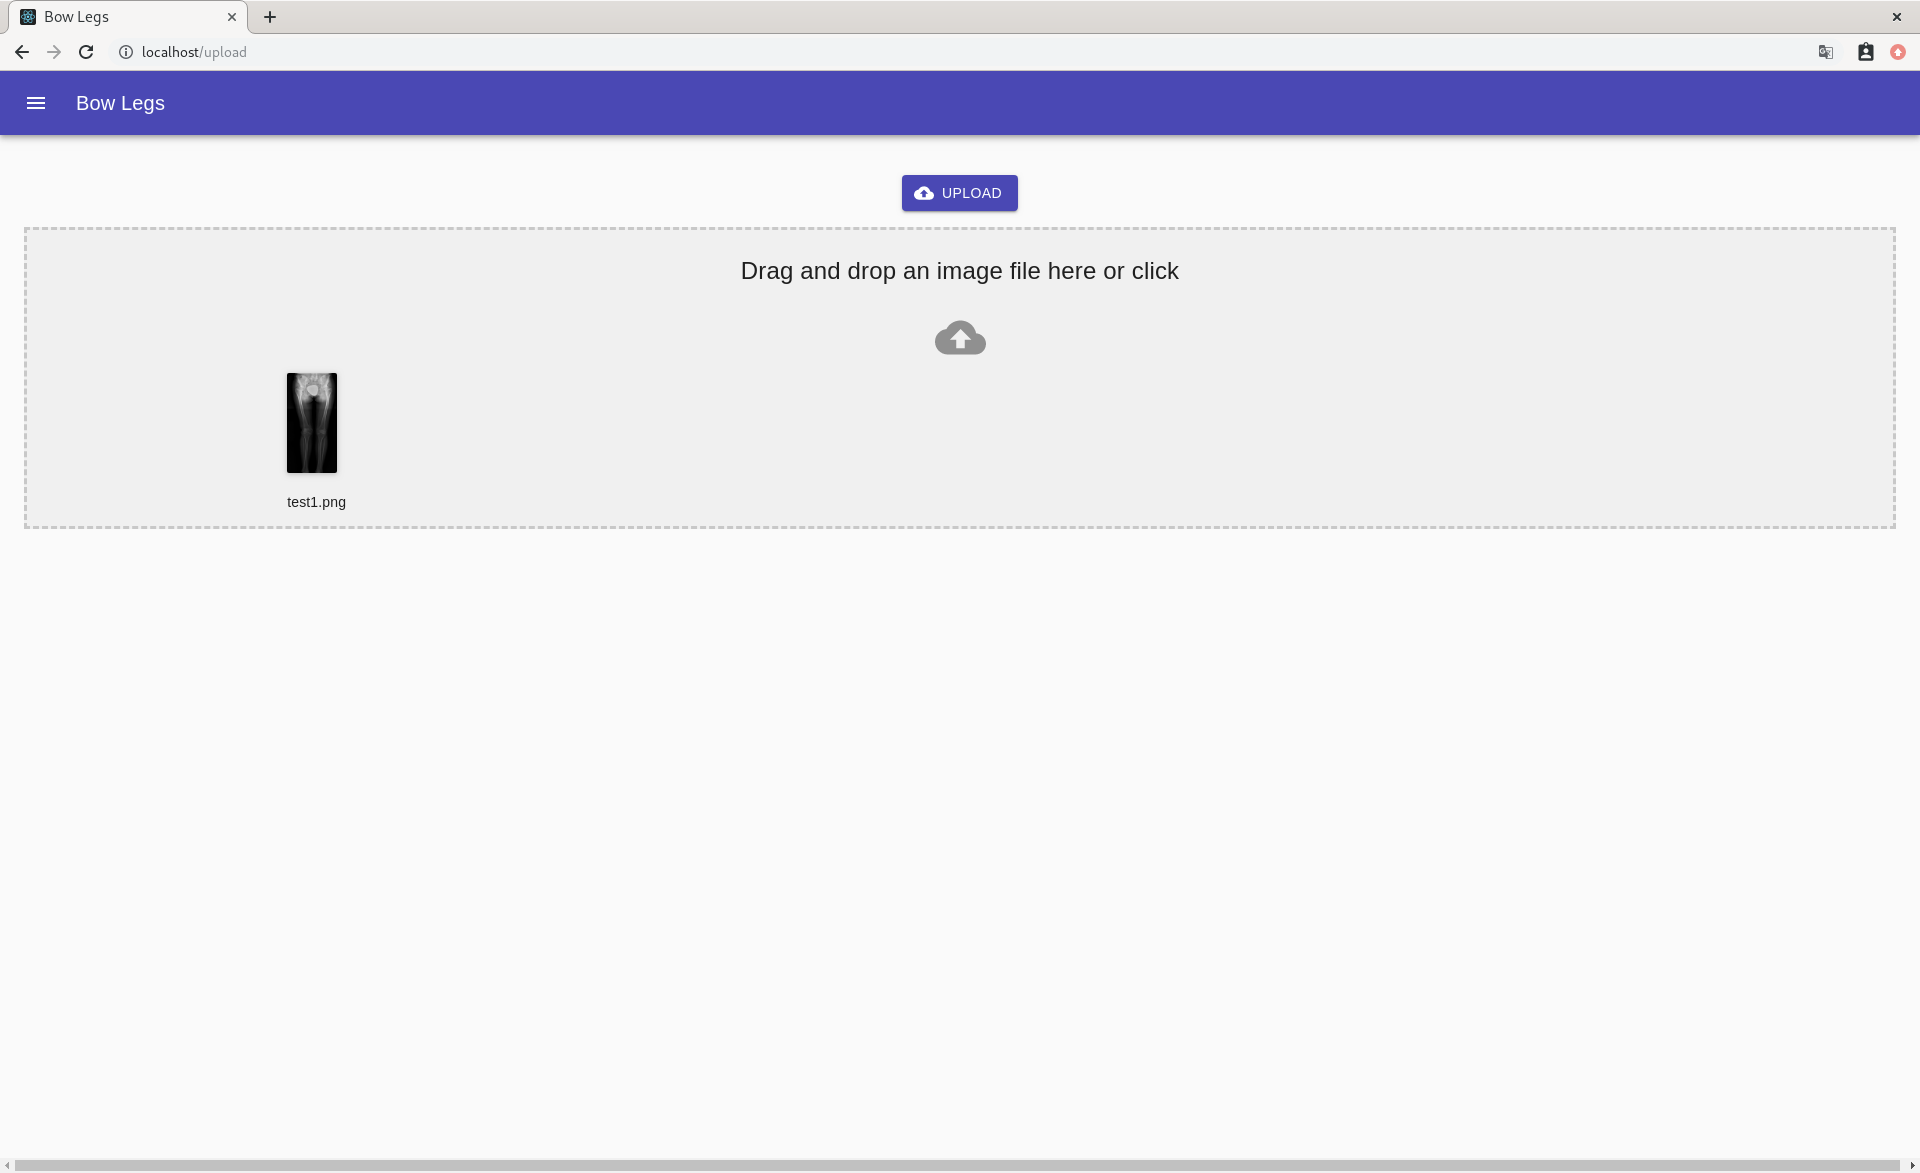 Bow Legs
localhost/upload
Bow Legs
UPLOAD
Drag and drop an image file here or click
test1.png